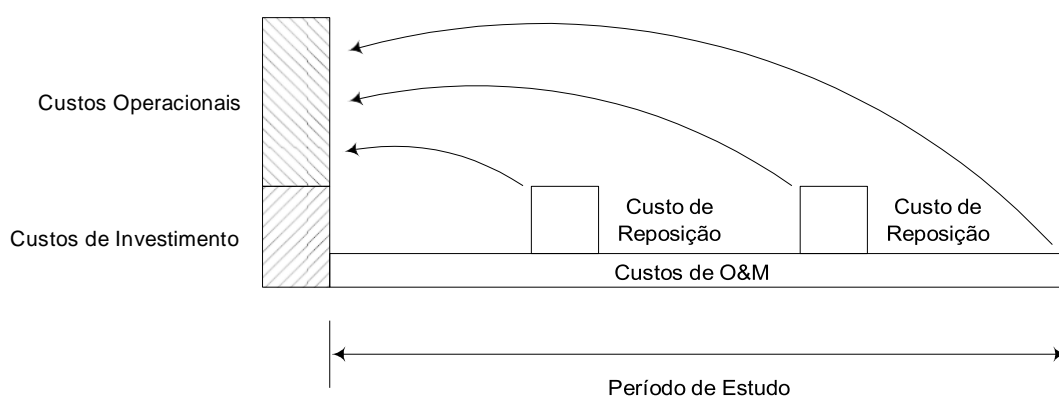 Custos Operacionais
Custos de Investimento
Custo de
Reposição
Custo de
Reposição
Custos de O&M
Período de Estudo